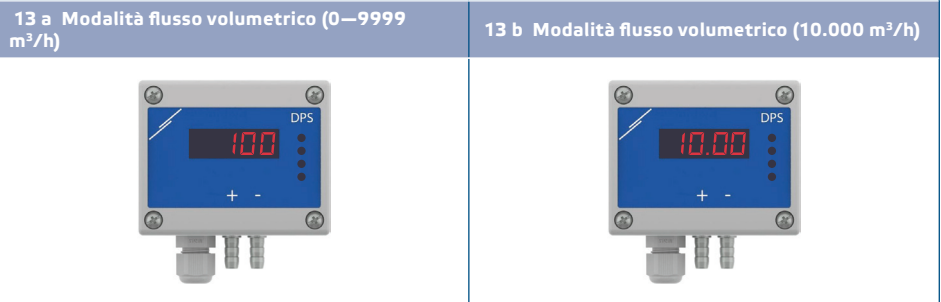 13 a Modalità flusso volumetrico (0—9999
m³/h)
13 b Modalità flusso volumetrico (10.000 m³/h)
DPS
100
+ -
DPS
10.00
+ -